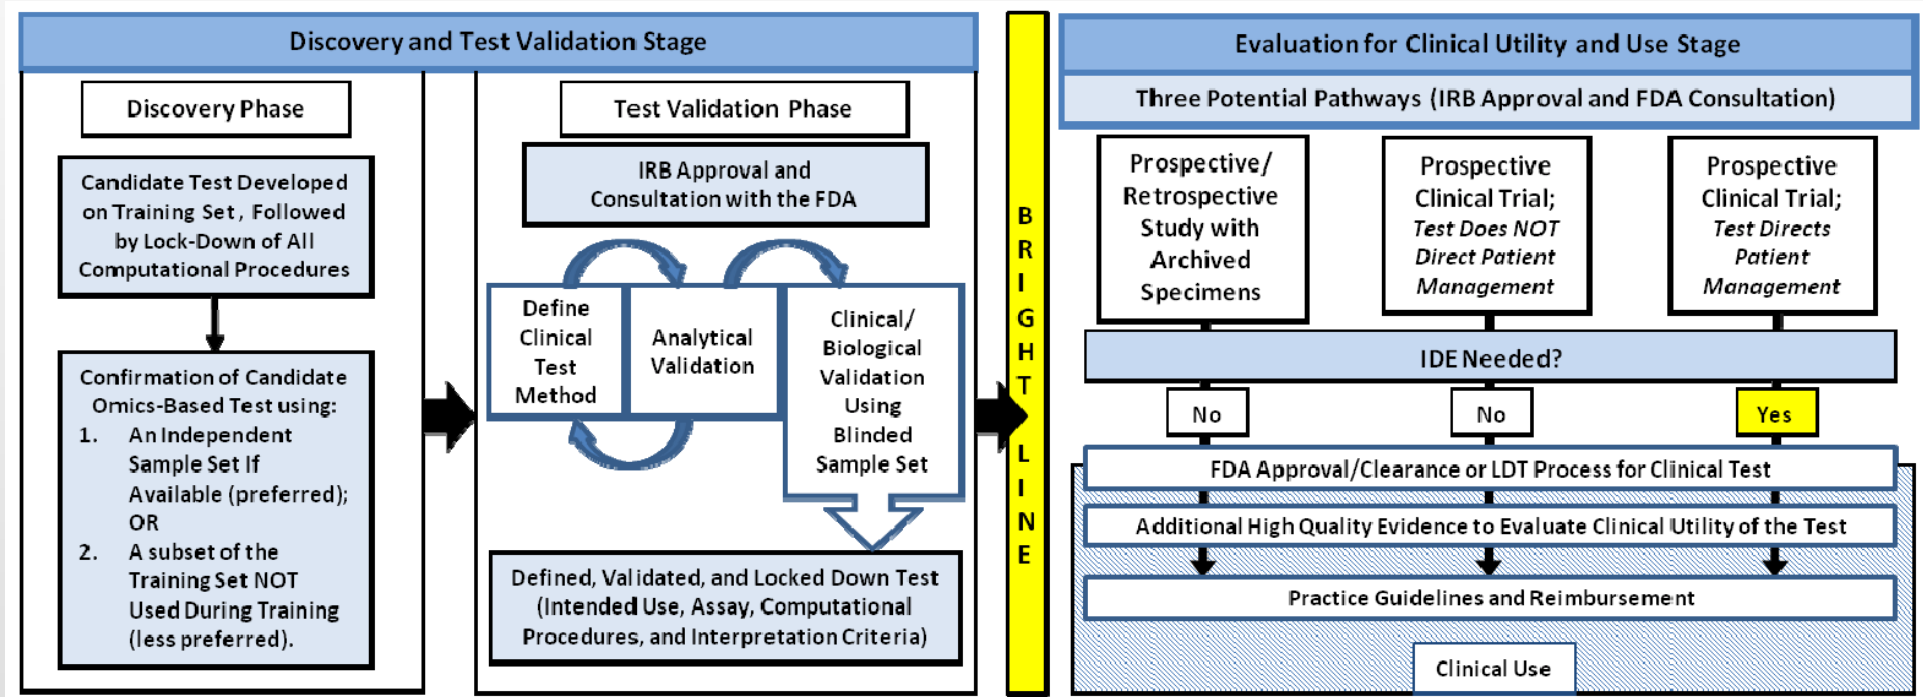 Discovery and Test Validation Stage
Discovery Phase
Candidate Test Developed
on Training Set , Followed
by Lock-Down of All
Computational Procedures
Confirmation of Candidate
Omics-Based Test using:
1. An Independent
Sample Set If
Available (preferred);
OR
2. A subset of the
Training Set NOT
Used During Training
(less preferred).
Test Validation Phase
IRB Approval and
Consultation with the FDA
Define
Clinical
Test
Method
Analytical
Validation
Clinical/
Biological
Validation
Using
Blinded
Sample Set
Defined, Validated, and Locked Down Test
(Intended Use, Assay, Computational
Procedures, and Interpretation Criteria)
B
R
I
G
H
T
L
I
N
E
Evaluation for Clinical Utility and Use Stage
Three Potential Pathways (IRB Approval and FDA Consultation)
Prospective/
Retrospective
Study with
Archived
Specimens
Prospective
Clinical Trial;
Test Does NOT
Direct Patient
Management
Prospective
Clinical Trial;
Test Directs
Patient
Management
IDE Needed?
No
No
Yes
FDA Approval/Clearance or LDT Process for Clinical Test
Additional High Quality Evidence to Evaluate Clinical Utility of the Test
Practice Guidelines and Reimbursement
Clinical Use